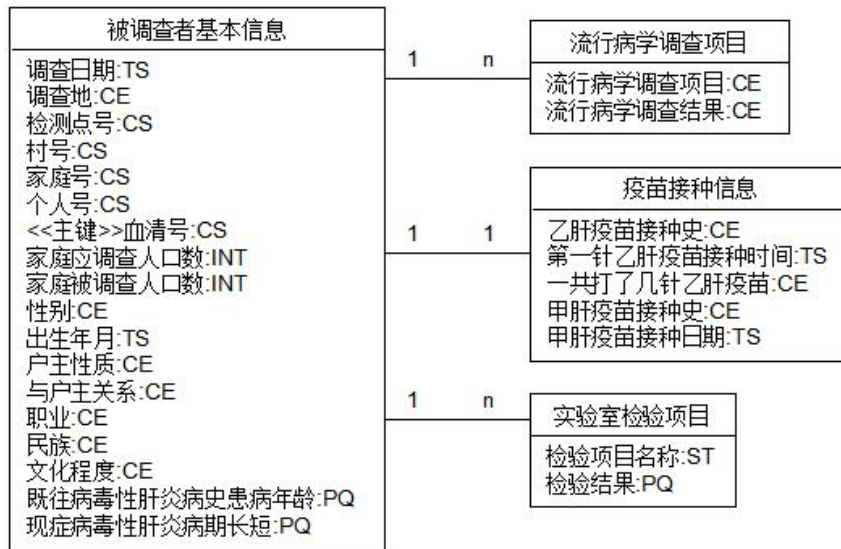 被调查者基本信息
调查日期:TS
调查地:CE
检测点号:CS
村号:CS
家庭号:CS
个人号:CS
<<主键>>血清号:CS
家庭应调查人口数:INT
家庭被调查人口数:INT
性别:CE
出生年月:TS
户主性质:CE
与户主关系:CE
职业:CE
民族:CE
文化程度:CE
既往病毒性肝炎病史患病年龄:PQ
现症病毒性肝炎病期长短:PQ
1 n
流行病学调查项目
流行病学调查项目:CE
流行病学调查结果:CE
1 1
疫苗接种信息
乙肝疫苗接种史:CE
第一针乙肝疫苗接种时间:TS
一共打了几针乙肝疫苗:CE
甲肝疫苗接种史:CE
甲肝疫苗接种日期:TS
1 n
实验室检验项目
检验项目名称:ST
检验结果:PQ